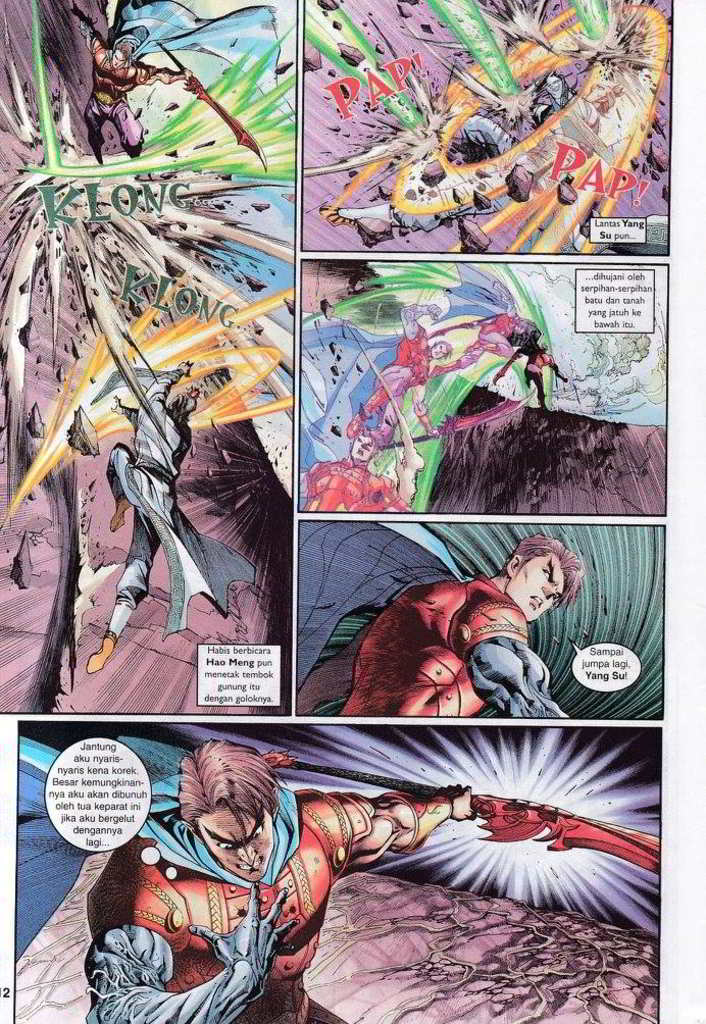 KLONG
KLONG
Habis berbicara
Hao Meng pun
menetak tembok
gunung itu
dengan goloknya.
PAP!
PAP!
Lantas Yang
Su pun...
...dihujani oleh
serpihan-serpihan
batu dan tanah
yang jatuh ke
bawah itu.
Sampai
jumpa lagi,
Yang Su!
Jantung
aku nyaris-
nyaris kena korek.
Besar kemungkinan-
nya aku akan dibunuh
oleh tua keparat ini
jika aku bergelut
dengannya
lagi...
12